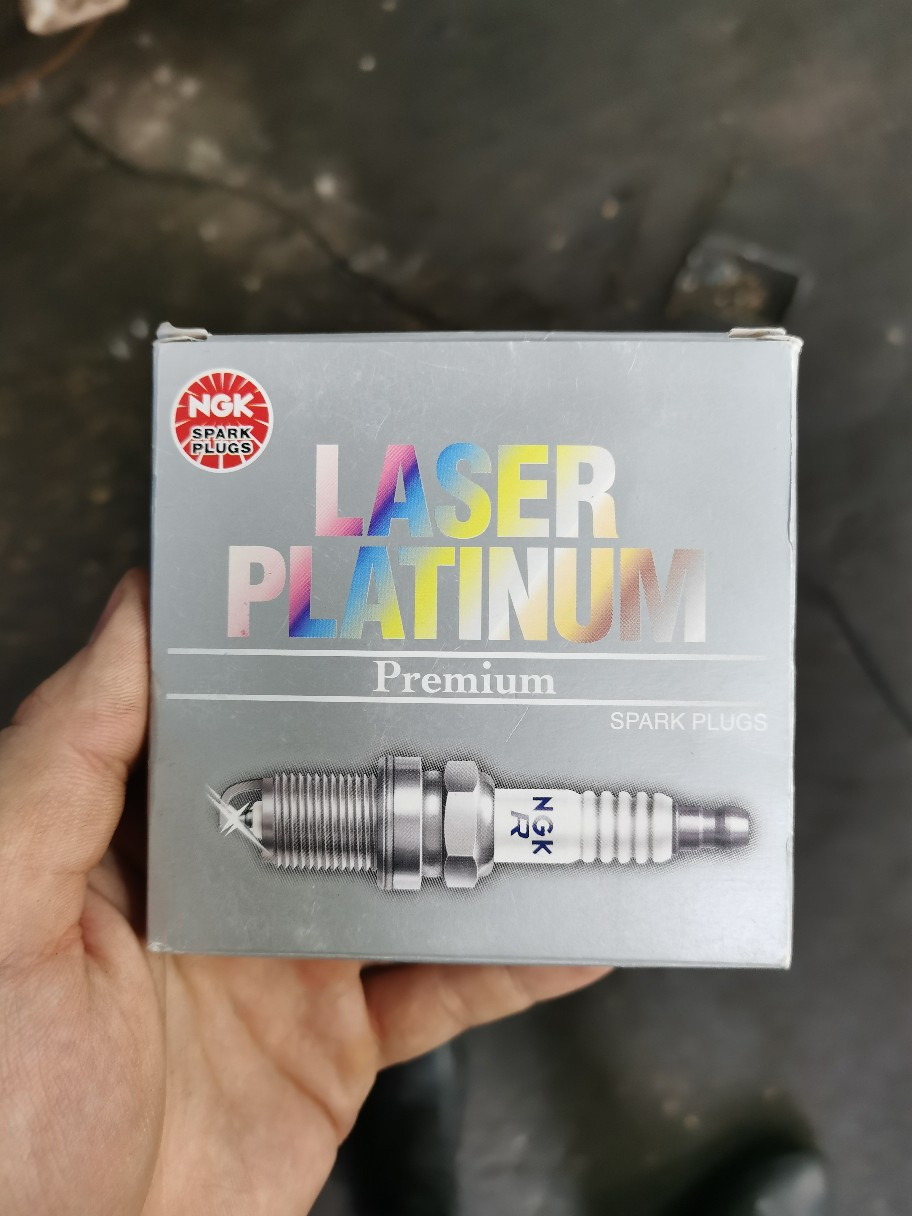 NGK
SPARK
PLUGS
LASER
PLATINUM
Premium
SPARK PLUGS
NGK
R